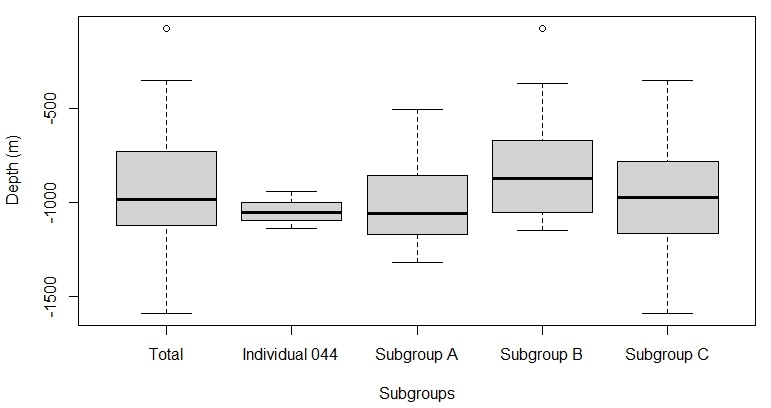 Depth (m)
-500
-1000
-1500
Total Individual 044 Subgroup A Subgroup B Subgroup C
Subgroups